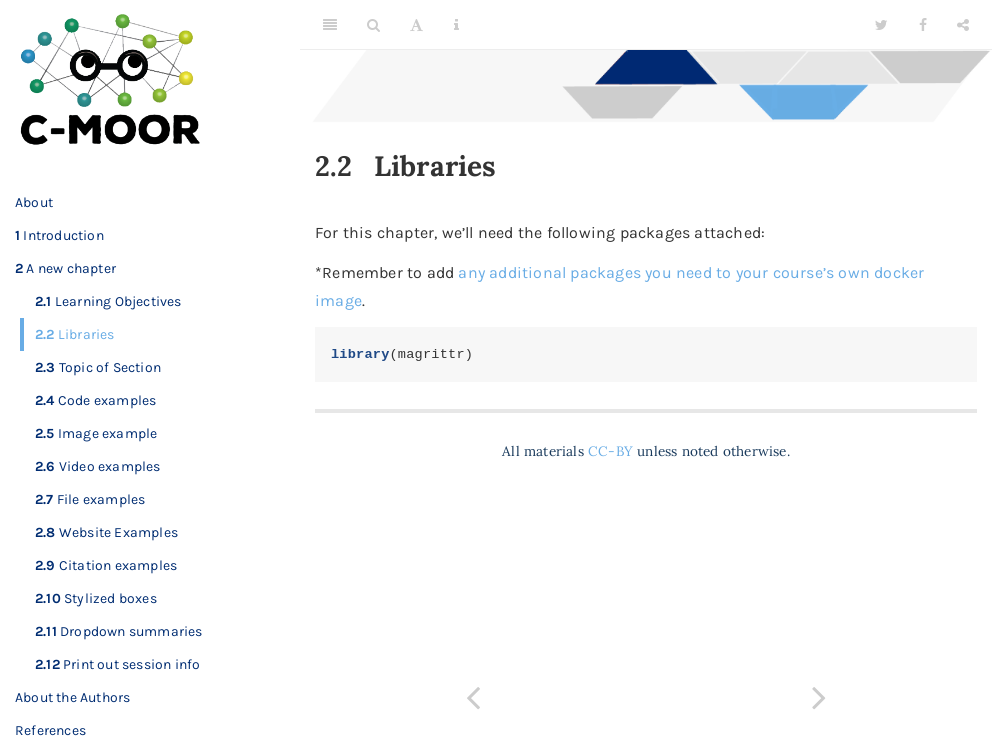 C-MOOR
About
1 Introduction
2 A new chapter
2.1 Learning Objectives
2.2 Libraries
2.3 Topic of Section
2.4 Code examples
2.5 Image example
2.6 Video examples
2.7 File examples
2.8 Website Examples
2.9 Citation examples
2.10 Stylized boxes
2.11 Dropdown summaries
2.12 Print out session info
About the Authors
References
2.2 Libraries
For this chapter, we’ll need the following packages attached:
*Remember to add any additional packages you need to your course’s own docker
image.
library(magrittr)
All materials CC-BY unless noted otherwise.